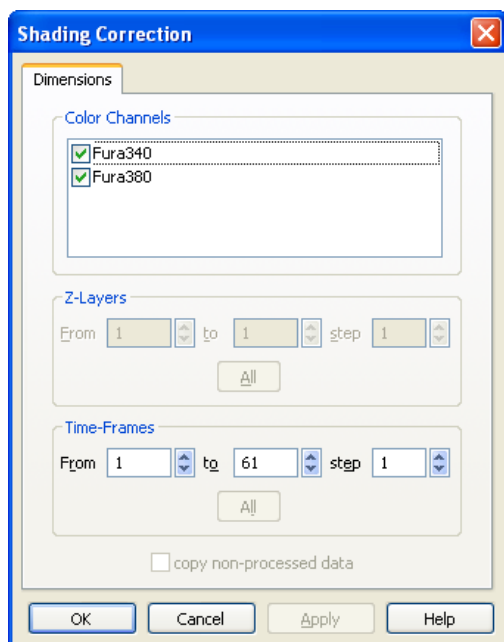 Shading Correction
Dimensions
Color Channels
Fura340
Fura380
Z-Layers
From 1 to 1 step 1
All
Time-Frames
From 1 to 61 step 1
All
copy non-processed data
OK Cancel Apply Help